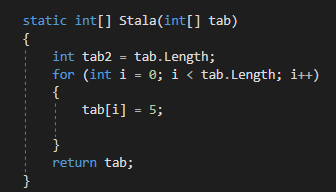 static int[] Stala(int[] tab)
{
int tab2 = tab.Length;
for (int i = 0; i < tab.Length; i++)
{
tab[i] = 5;
}
return tab;
}